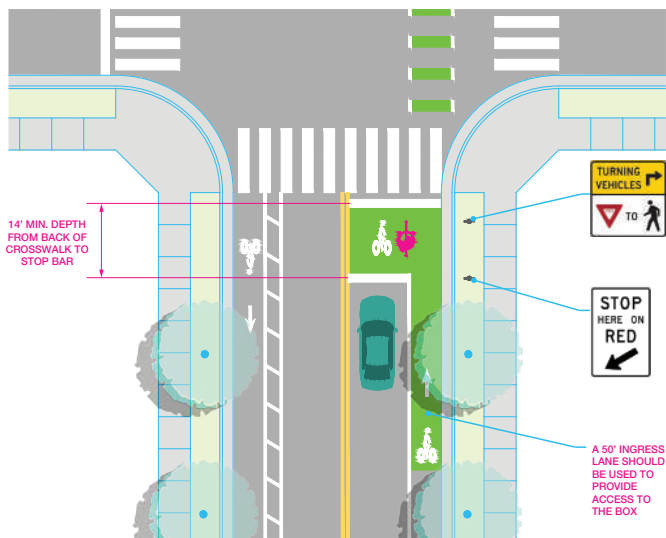 TURNING
VEHICLES
TO
14' MIN. DEPTH
FROM BACK OF
CROSSWALK TO
STOP BAR
STOP
HERE ON
RED
A 50' INGRESS
LANE SHOULD
BE USED TO
PROVIDE
ACCESS TO
THE BOX